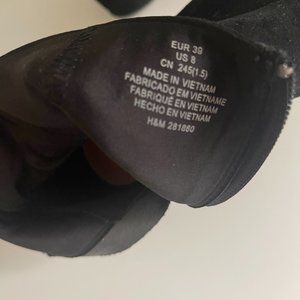 EUR 39
US 8
CN 245(1.5)
MADE IN VIETNAM
FABRICADO EM VIETNAME
FABRIQUÉ EN VIETNAM
HECHO EN VIETNAM
H&M 281860